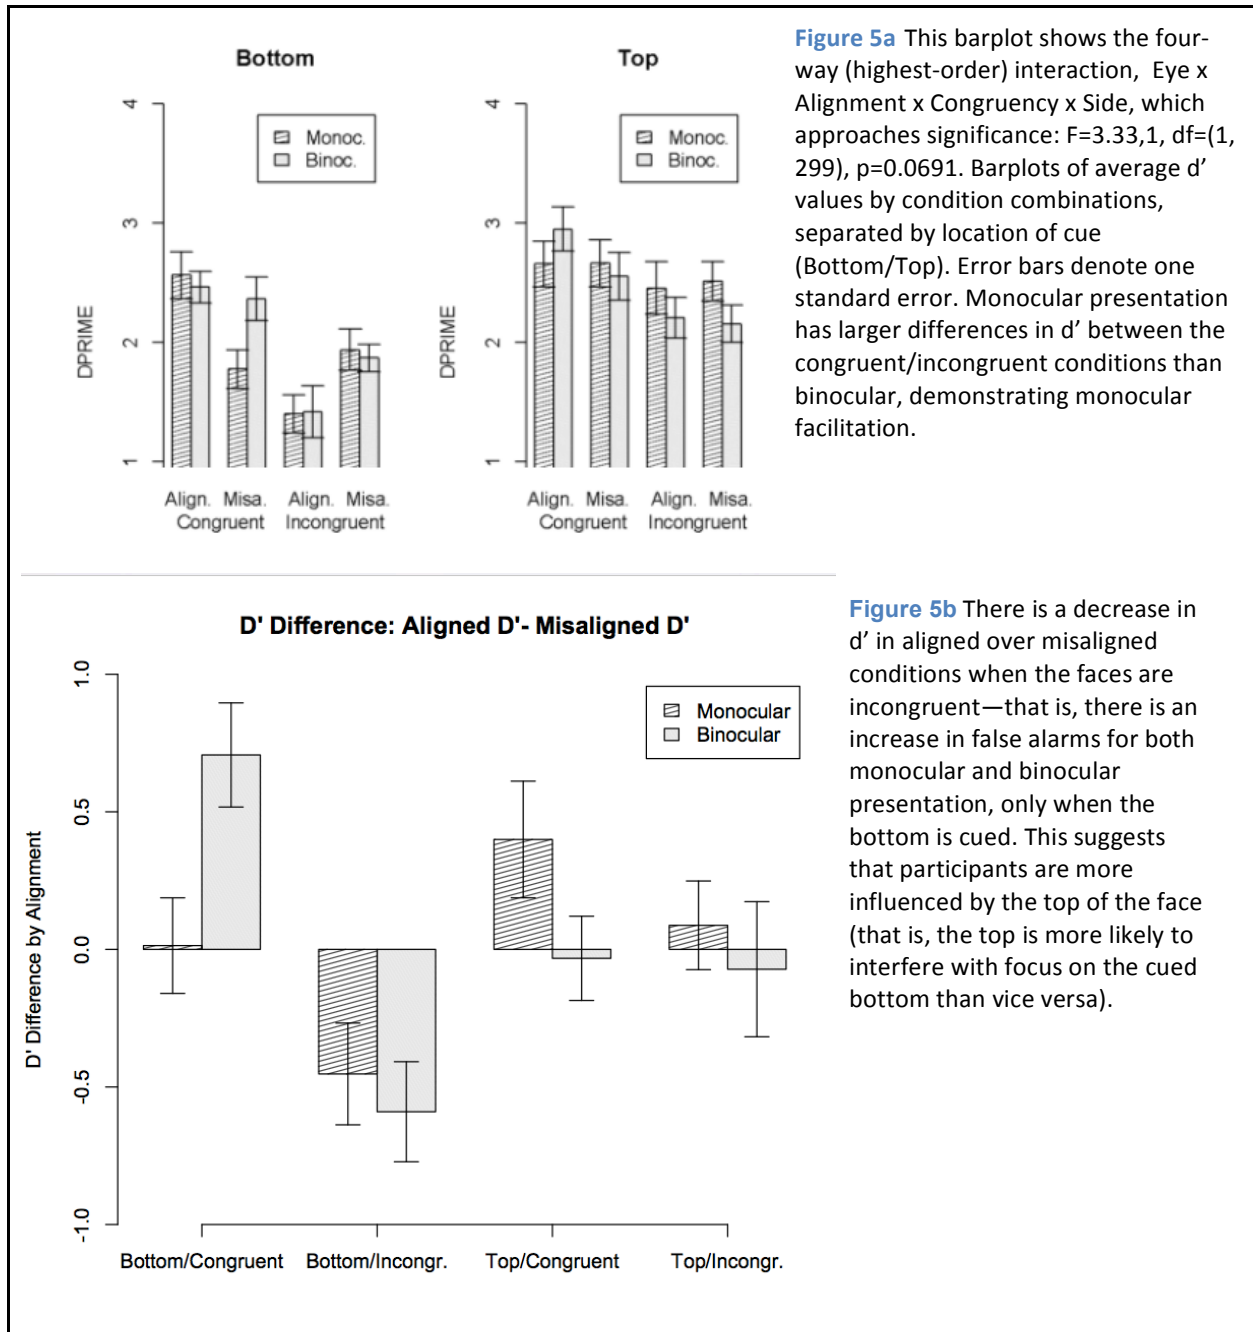 Bottom
4
3
2
1
DPRIME
Monoc.
Binoc.
Align. Misa. Align. Misa.
Congruent Incongruent
Top
4
3
2
1
DPRIME
Monoc.
Binoc.
Align. Misa. Align. Misa.
Congruent Incongruent
Figure 5a This barplot shows the four-
way (highest-order) interaction, Eye x
Alignment x Congruency x Side, which
approaches significance: F=3.33,1, df=(1,
299), p=0.0691. Barplots of average d’
values by condition combinations,
separated by location of cue
(Bottom/Top). Error bars denote one
standard error. Monocular presentation
has larger differences in d’ between the
congruent/incongruent conditions than
binocular, demonstrating monocular
facilitation.
D' Difference: Aligned D'- Misaligned D'
1.0
0.5
0.0
-0.5
-1.0
D' Difference by Alignment
Monocular
Binocular
Bottom/Congruent Bottom/Incongr. Top/Congruent Top/Incongr.
Figure 5b There is a decrease in
d’ in aligned over misaligned
conditions when the faces are
incongruent—that is, there is an
increase in false alarms for both
monocular and binocular
presentation, only when the
bottom is cued. This suggests
that participants are more
influenced by the top of the face
(that is, the top is more likely to
interfere with focus on the cued
bottom than vice versa).